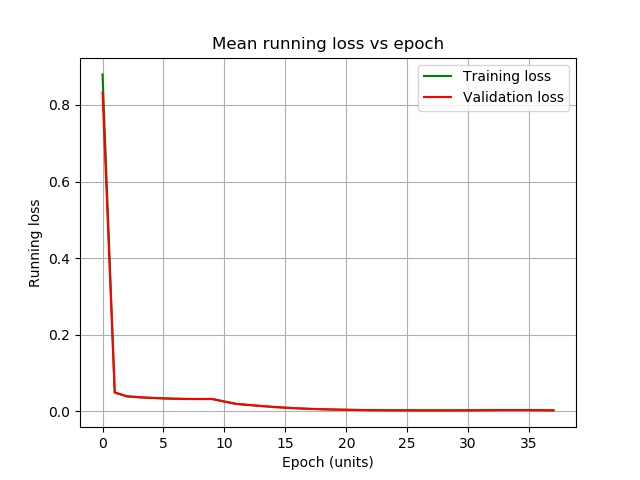 Mean running loss vs epoch
Training loss
Validation loss
0.8
0.6
0.4
0.2
0.0
Running loss
0 5 10 15 20 25 30 35
Epoch (units)